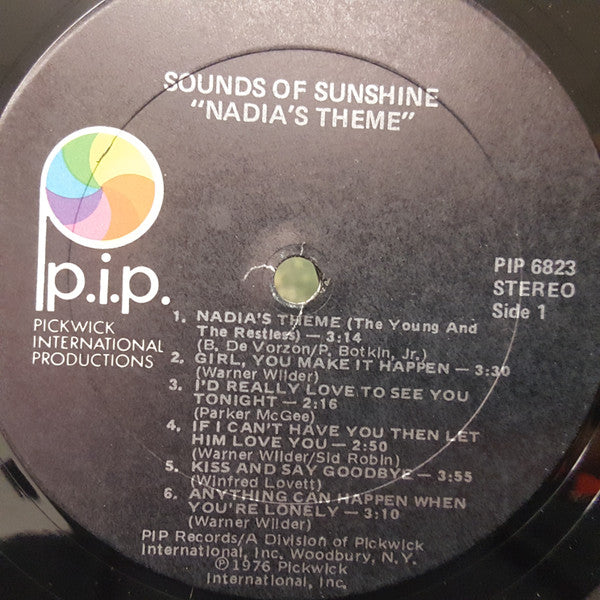 SOUNDS OF SUNSHINE
"NADIA'S THEME"
p.i.p.
PICKWICK
INTERNATIONAL
PRODUCTIONS
PIP 6823
STEREO
Side 1
1. NADIA'S THEME (The Young And
The Restless) — 3:14
(B. De Vorzon/P. Botkin, Jr.)
2. GIRL, YOU MAKE IT HAPPEN — 3:30
(Warner Wilder)
3. I'D REALLY LOVE TO SEE YOU
TONIGHT — 2:16
(Parker McGee)
4. IF I CAN'T HAVE YOU THEN LET
HIM LOVE YOU — 2:50
(Warner Wilder/Sid Robin)
5. KISS AND SAY GOODBYE — 3:55
(Winfred Lovett)
6. ANYTHING CAN HAPPEN WHEN
YOU'RE LONELY — 3:10
(Warner Wilder)
PIP Records/A Division of Pickwick
International, Inc. Woodbury, N.Y.
℗1976 Pickwick
International, Inc.